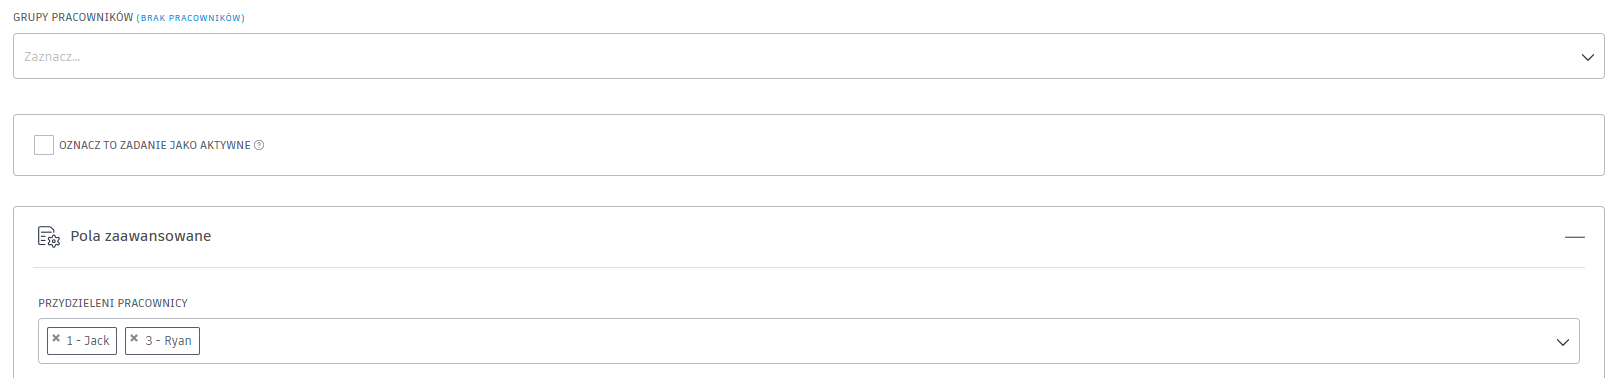 GRUPY PRACOWNIKÓW (BRAK PRACOWNIKÓW)
Zaznacz...
OZNACZ TO ZADANIE JAKO AKTYWNE ?
Pola zaawansowane
PRZYDZIELENI PRACOWNICY
× 1 - Jack × 3 - Ryan